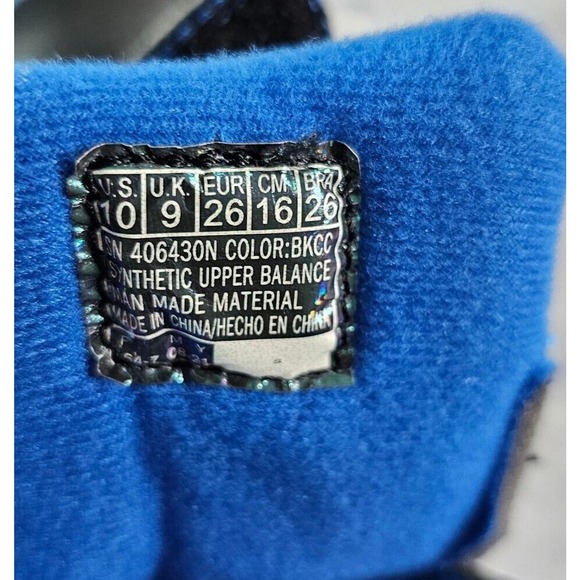 U.S. U.K. EUR CM BRA
10 9 26 16 26
SN 406430N COLOR:BKCC
SYNTHETIC UPPER BALANCE
MAN MADE MATERIAL
MADE IN CHINA/HECHO EN CHINA
F M Y